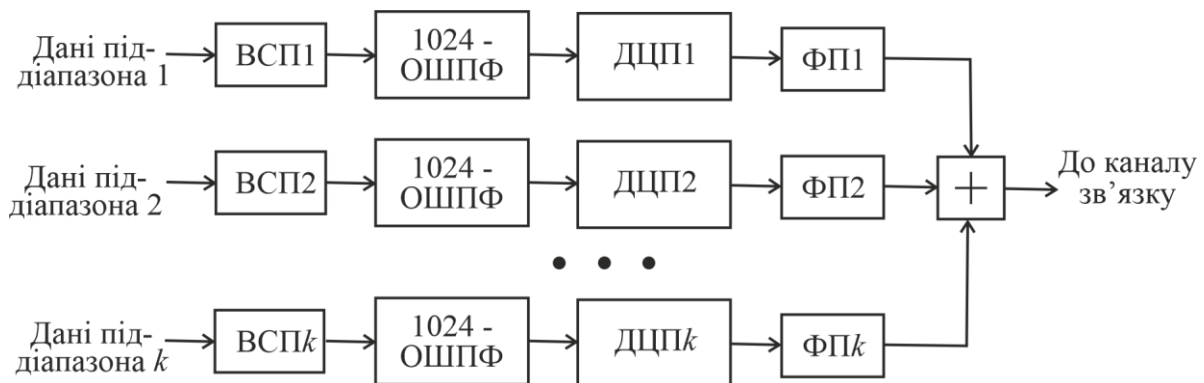 Дані під-
діапазона 1
ВСП1
1024 -
ОШПФ
ДЦП1
ФП1
Дані під-
діапазона 2
ВСП2
1024 -
ОШПФ
ДЦП2
ФП2
+
До каналу
зв’язку
• • •
Дані під-
діапазона k
ВСПk
1024 -
ОШПФ
ДЦПk
ФПk